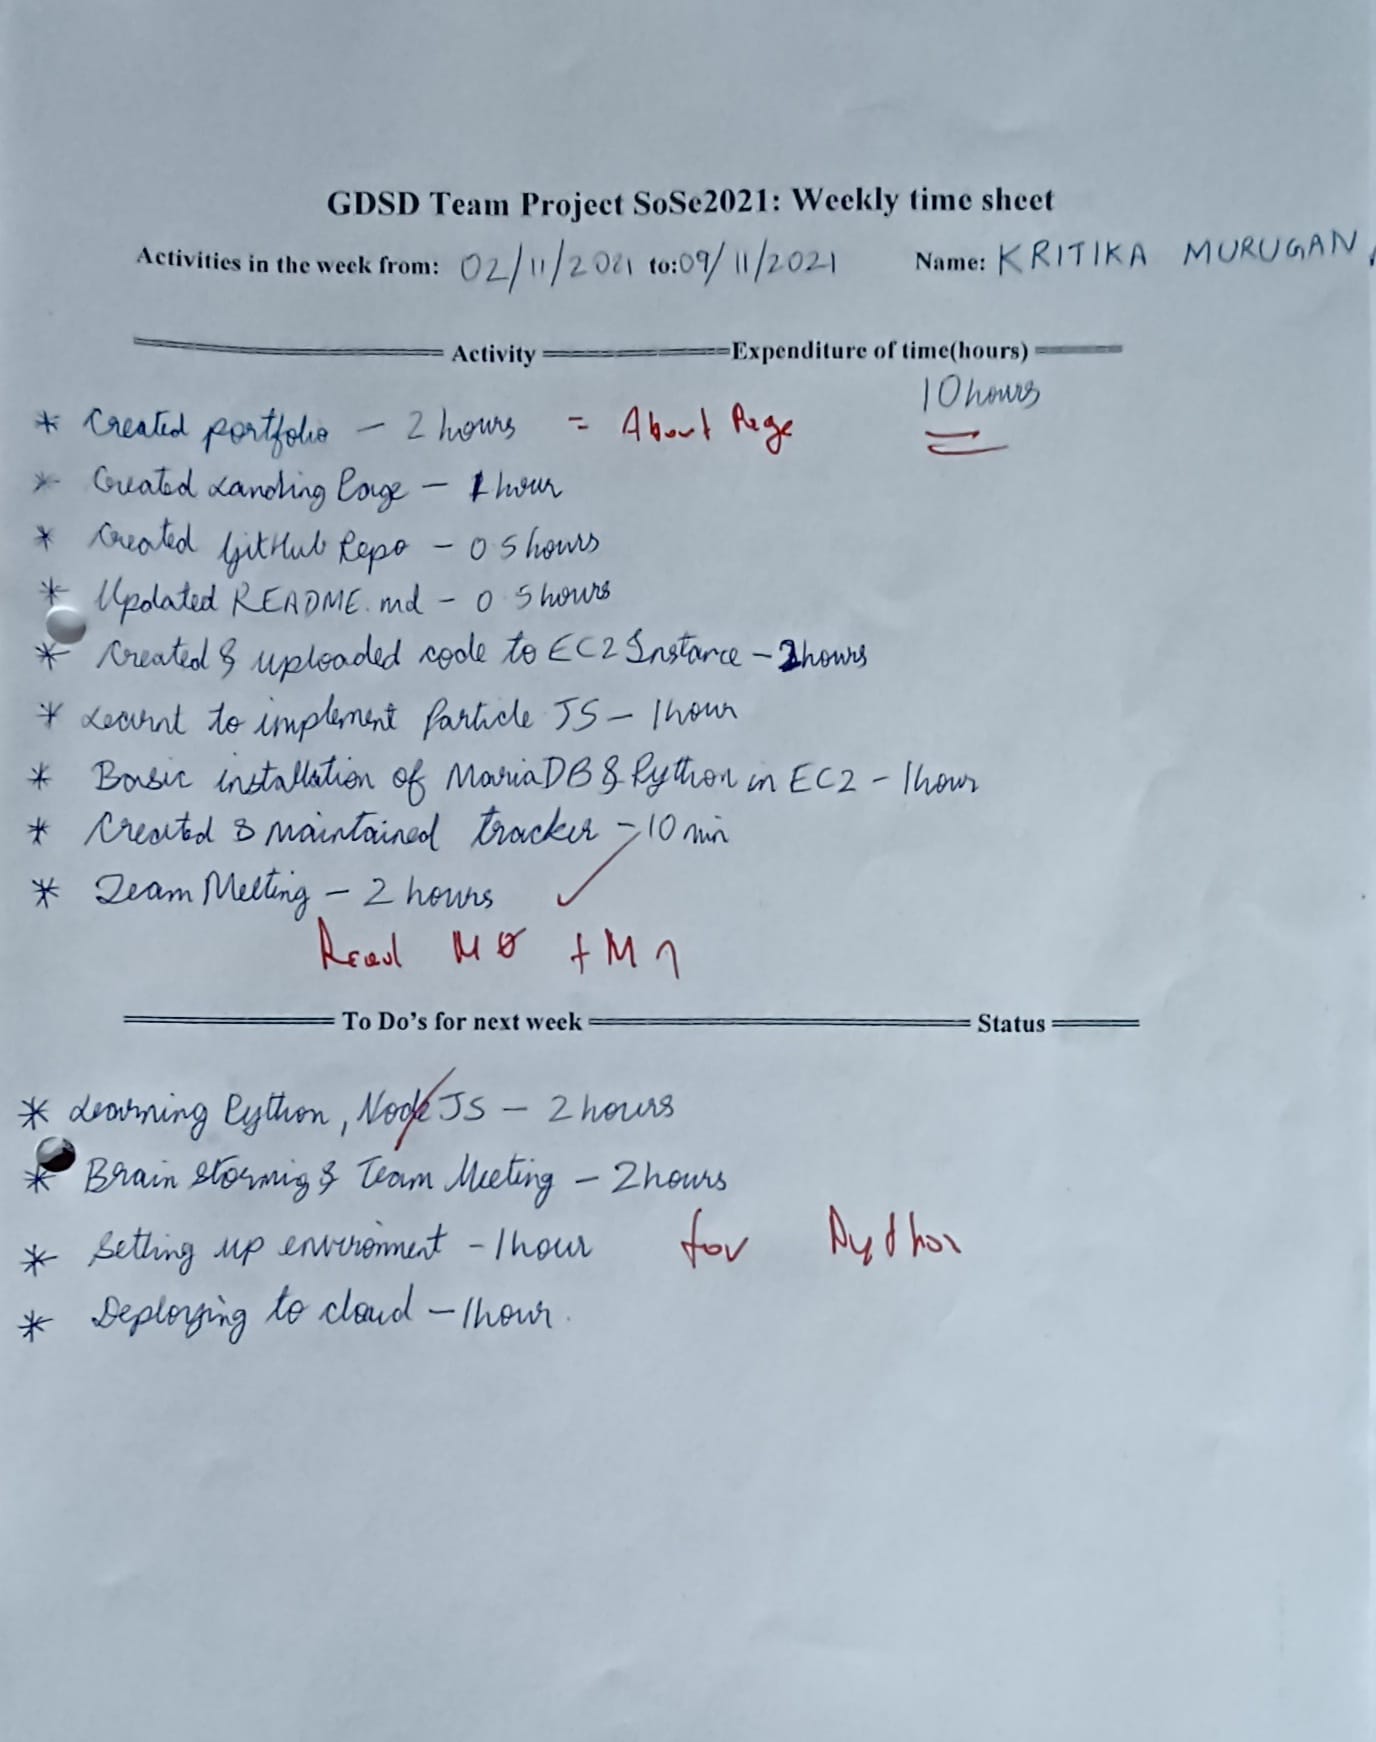 GDSD Team Project SoSe2021: Weekly time sheet
Activities in the week from: 02/11/2021 to: 09/11/2021 Name: KRITIKA MURUGAN
Activity Expenditure of time(hours)
10 hours
* Created portfolio - 2 hours = About Page
* Created Landing Page - 1 hour
* Created GitHub Repo - 0 5 hours
* Updated README.md - 0 5 hours
* Created & uploaded code to EC2 Instance - 2 hours
* Learnt to implement Particle JS - 1 hour
* Basic installation of MariaDB & Python in EC2 - 1 hour
* Created & maintained tracker - 10 min
* Team Meeting - 2 hours ✓
Read M0 + M1
To Do's for next week Status
* Learning Python, Node JS - 2 hours
* Brain stormig & Team Meeting - 2 hours
* Setting up environment - 1 hour for Python
* Deploying to cloud - 1 hour.